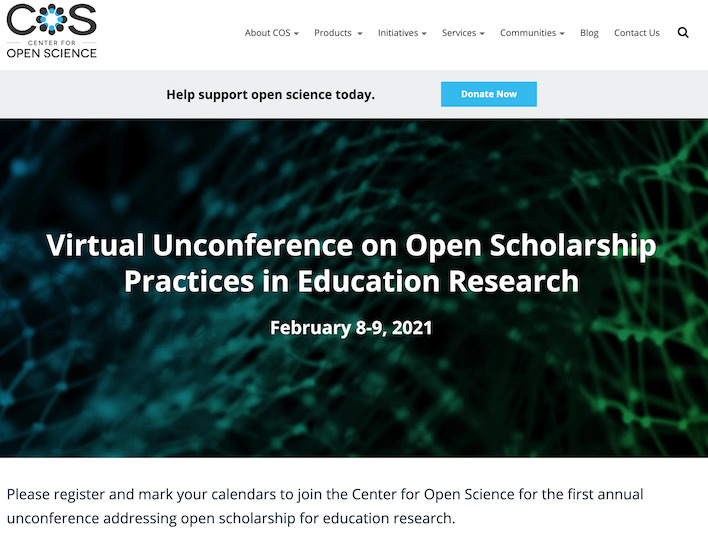 COS
CENTER FOR
OPEN SCIENCE
About COS
Products
Initiatives
Services
Communities
Blog
Contact Us
Help support open science today.
Donate Now
Virtual Unconference on Open Scholarship
Practices in Education Research
February 8-9, 2021
Please register and mark your calendars to join the Center for Open Science for the first annual
unconference addressing open scholarship for education research.